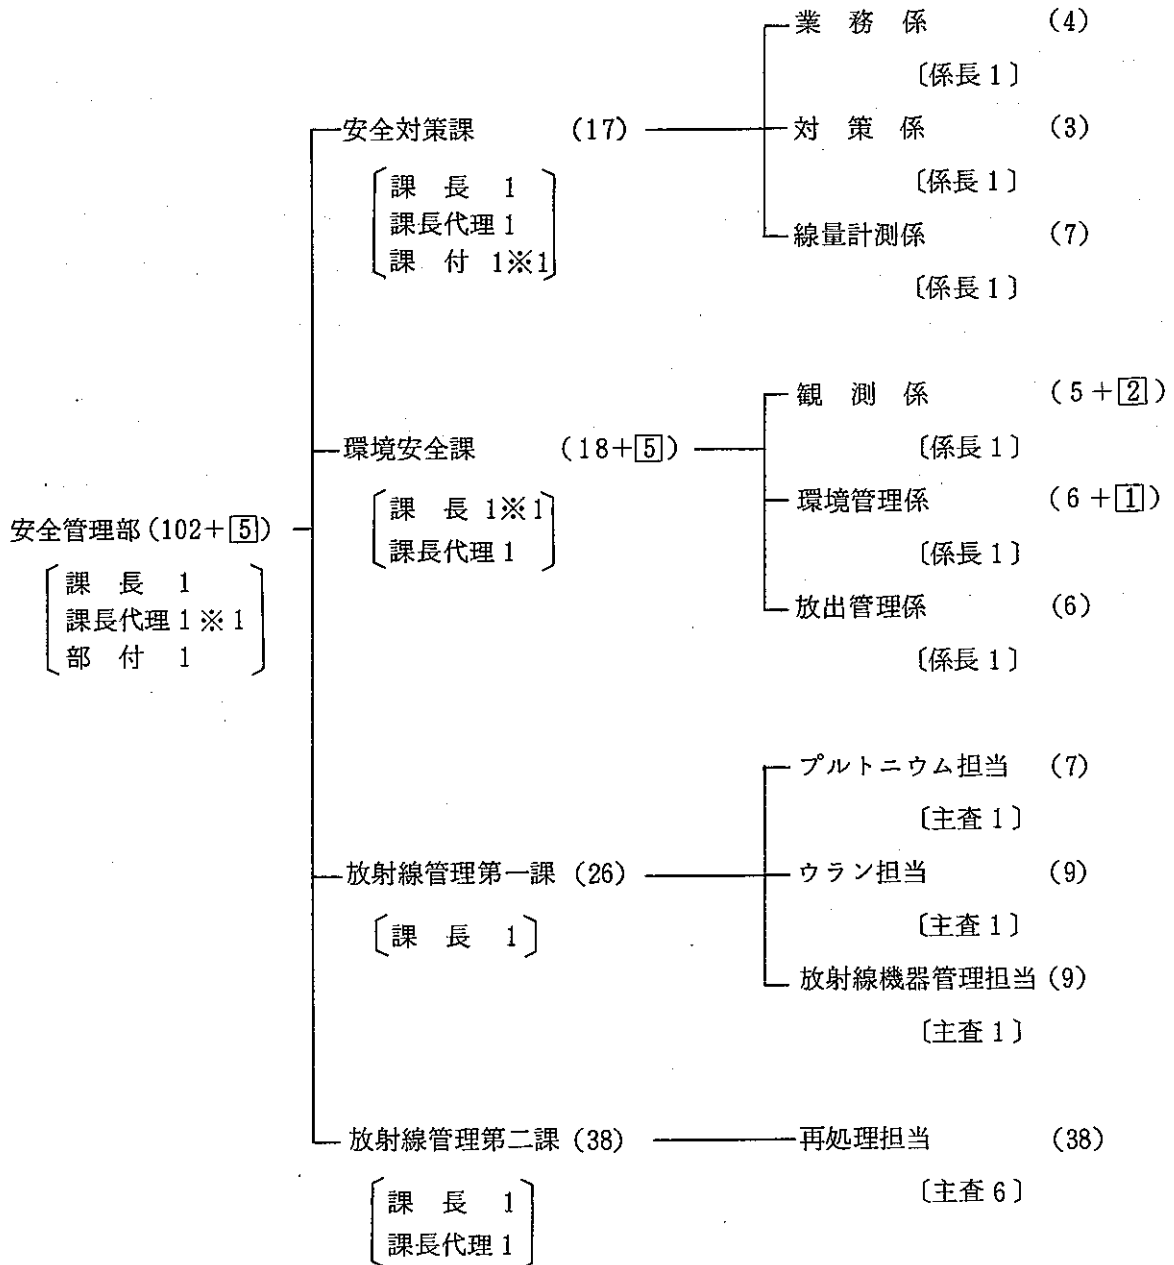 業務係 (4)
〔係長 1〕
安全対策課 (17)
対策係 (3)
課長 1
課長代理 1
課付 1※1
〔係長 1〕
線量計測係 (7)
〔係長 1〕
観測係 (5+2)
環境安全課 (18+5)
〔係長 1〕
課長 1※1
課長代理 1
環境管理係 (6+1)
〔係長 1〕
安全管理部 (102+5)
課長 1
課長代理 1※1
部付 1
放出管理係 (6)
〔係長 1〕
プルトニウム担当 (7)
〔主査 1〕
放射線管理第一課 (26)
ウラン担当 (9)
〔課長 1〕
〔主査 1〕
放射線機器管理担当 (9)
〔主査 1〕
放射線管理第二課 (38)
再処理担当 (38)
課長 1
課長代理 1
〔主査 6〕